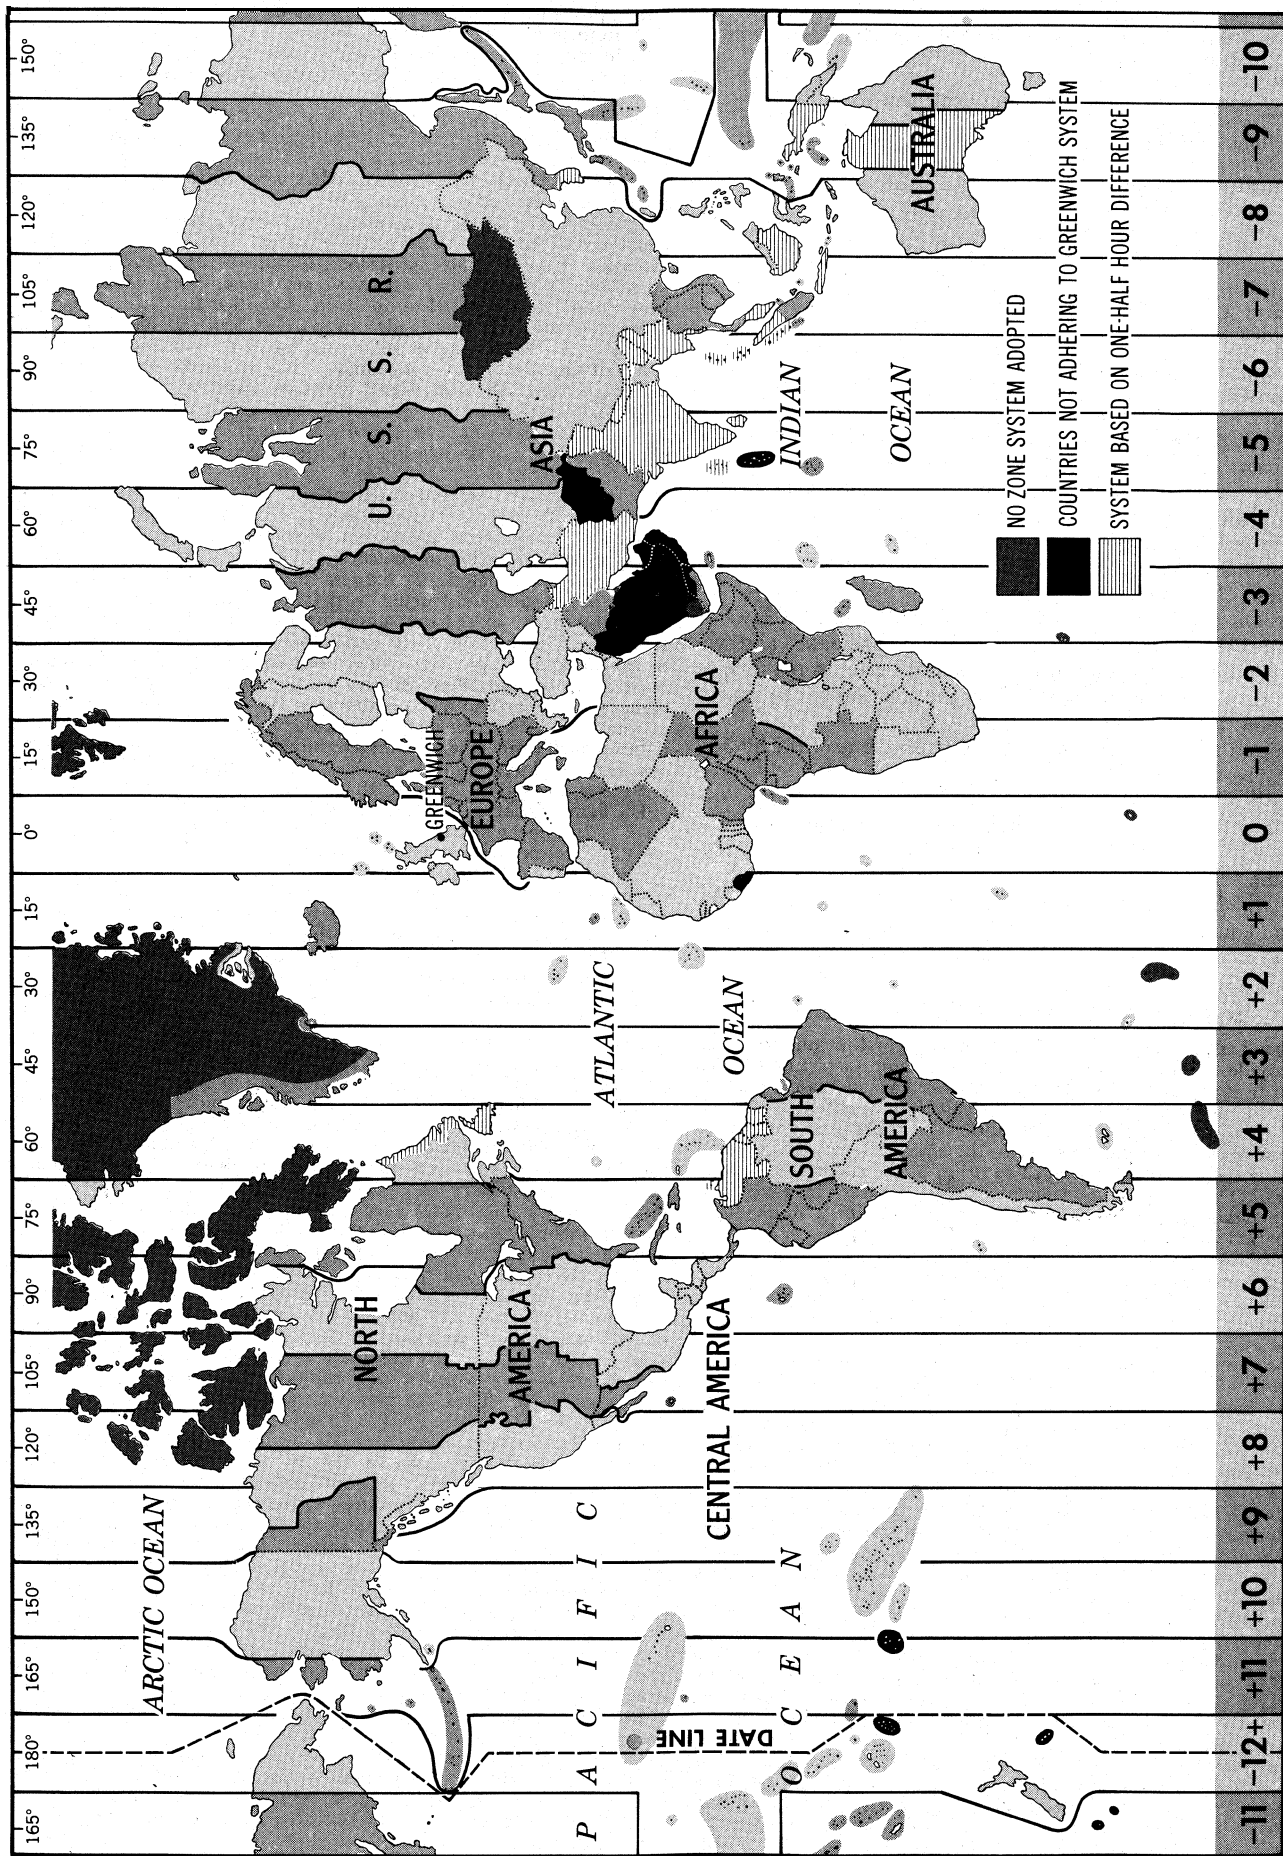 165° 180° 165° 150° 135° 120° 105° 90° 75° 60° 45° 30° 15° 0° 15° 30° 45° 60° 75° 90° 105° 120° 135° 150°
ARCTIC OCEAN
NORTH
AMERICA
GREENWICH
EUROPE
U. S. S. R.
ASIA
PACIFIC
ATLANTIC
CENTRAL AMERICA
DATE LINE
OCEAN
OCEAN
AFRICA
INDIAN
SOUTH
AMERICA
OCEAN
AUSTRALIA
NO ZONE SYSTEM ADOPTED
COUNTRIES NOT ADHERING TO GREENWICH SYSTEM
SYSTEM BASED ON ONE-HALF HOUR DIFFERENCE
-11 -12+ +11 +10 +9 +8 +7 +6 +5 +4 +3 +2 +1 0 -1 -2 -3 -4 -5 -6 -7 -8 -9 -10